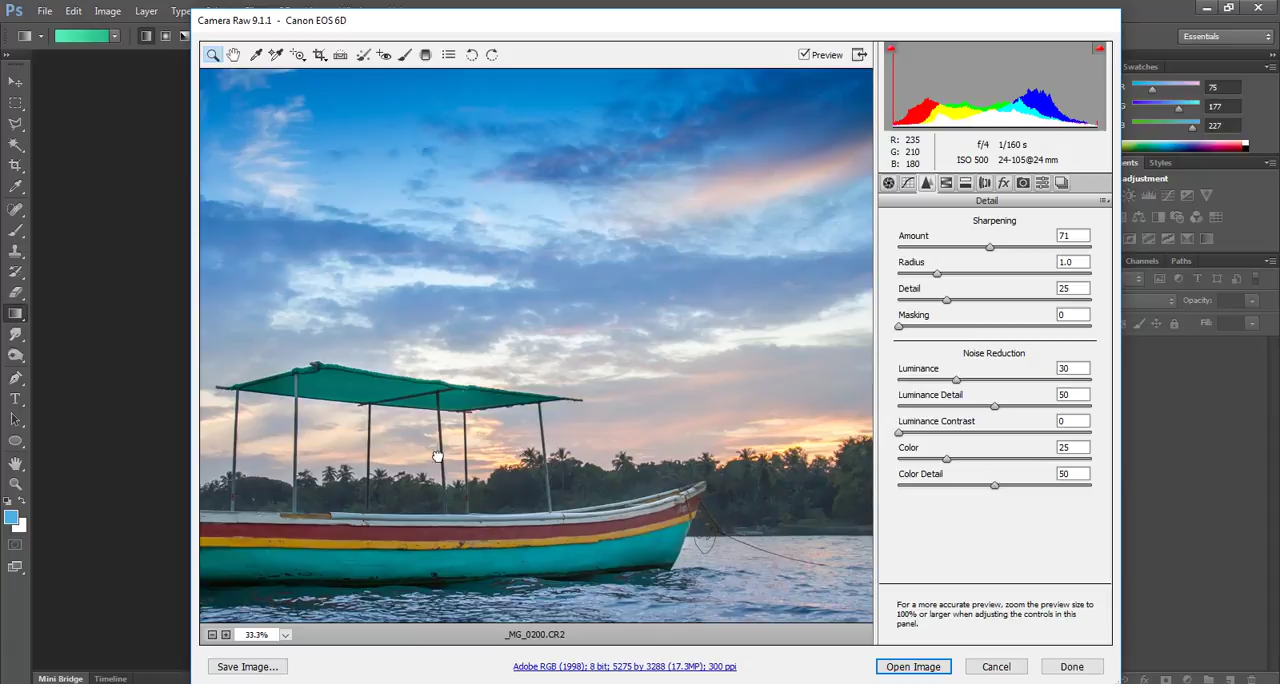 Ps File Edit Image Layer Type
Camera Raw 9.1.1 - Canon EOS 6D
Essentials
Preview
Swatches
R 75
177
B 227
R: 235
G: 210
B: 180
f/4 1/160 s
ISO 500 24-105@24 mm
Styles
adjustment
Detail
Sharpening
Amount 71
Radius 1.0
Detail 25
Masking 0
Noise Reduction
Luminance 30
Luminance Detail 50
Luminance Contrast 0
Color 25
Color Detail 50
Channels Paths
Opacity:
Fill:
For a more accurate preview, zoom the preview size to
100% or larger when adjusting the controls in this
panel.
33.3%
_MG_0200.CR2
Save Image...
Adobe RGB (1998); 8 bit; 5275 by 3288 (17.3MP); 300 ppi
Open Image
Cancel
Done
Mini Bridge Timeline